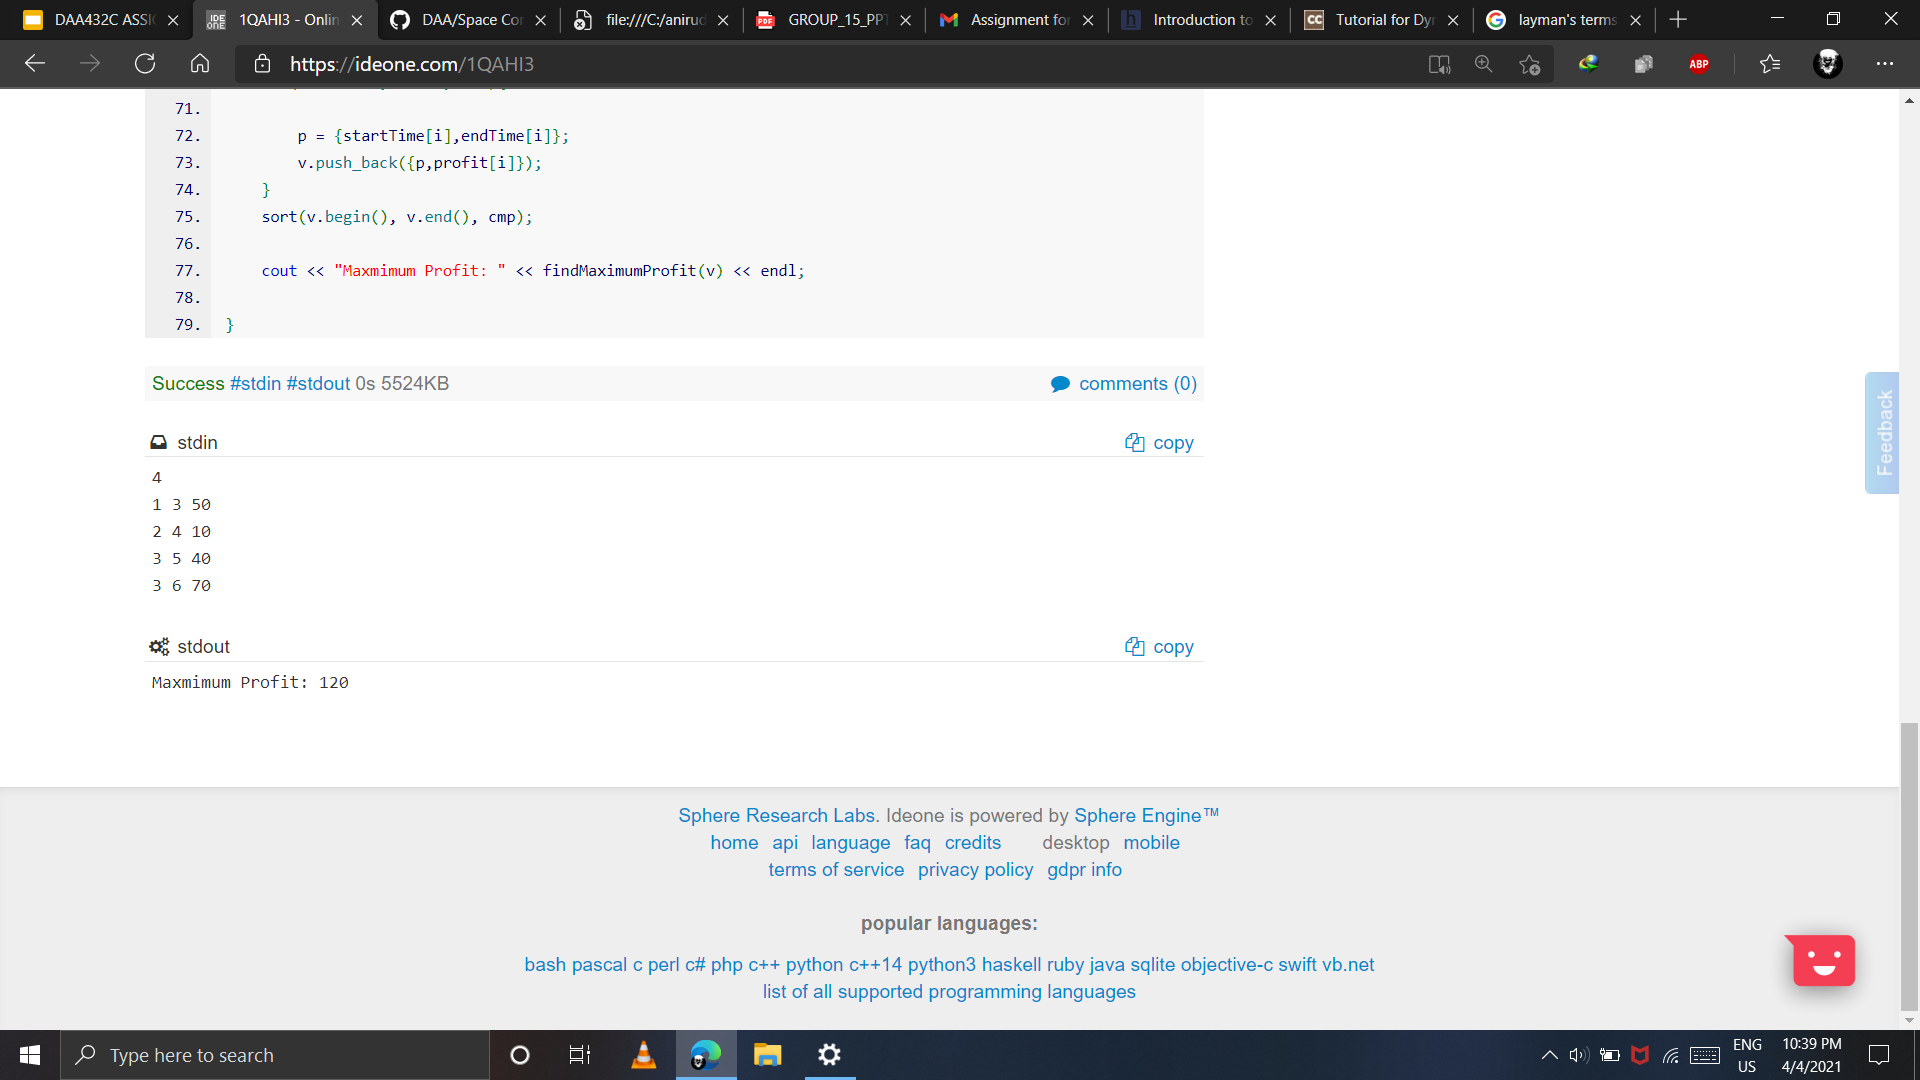 DAA432C ASSI
1QAHI3 - Onlin
DAA/Space Co
file:///C:/anirud
GROUP_15_PPT
Assignment fo
Introduction to
Tutorial for Dy
layman's terms
https://ideone.com/1QAHI3
ABP
71.
72. p = {startTime[i],endTime[i]};
73. v.push_back({p,profit[i]});
74. }
75. sort(v.begin(), v.end(), cmp);
76.
77. cout << "Maxmimum Profit: " << findMaximumProfit(v) << endl;
78.
79. }
Success #stdin #stdout 0s 5524KB
comments (0)
Feedback
stdin
copy
4
1 3 50
2 4 10
3 5 40
3 6 70
stdout
copy
Maxmimum Profit: 120
Sphere Research Labs. Ideone is powered by Sphere Engine™
home api language faq credits desktop mobile
terms of service privacy policy gdpr info
popular languages:
bash pascal c perl c# php c++ python c++14 python3 haskell ruby java sqlite objective-c swift vb.net
list of all supported programming languages
Type here to search
ENG
US
10:39 PM
4/4/2021